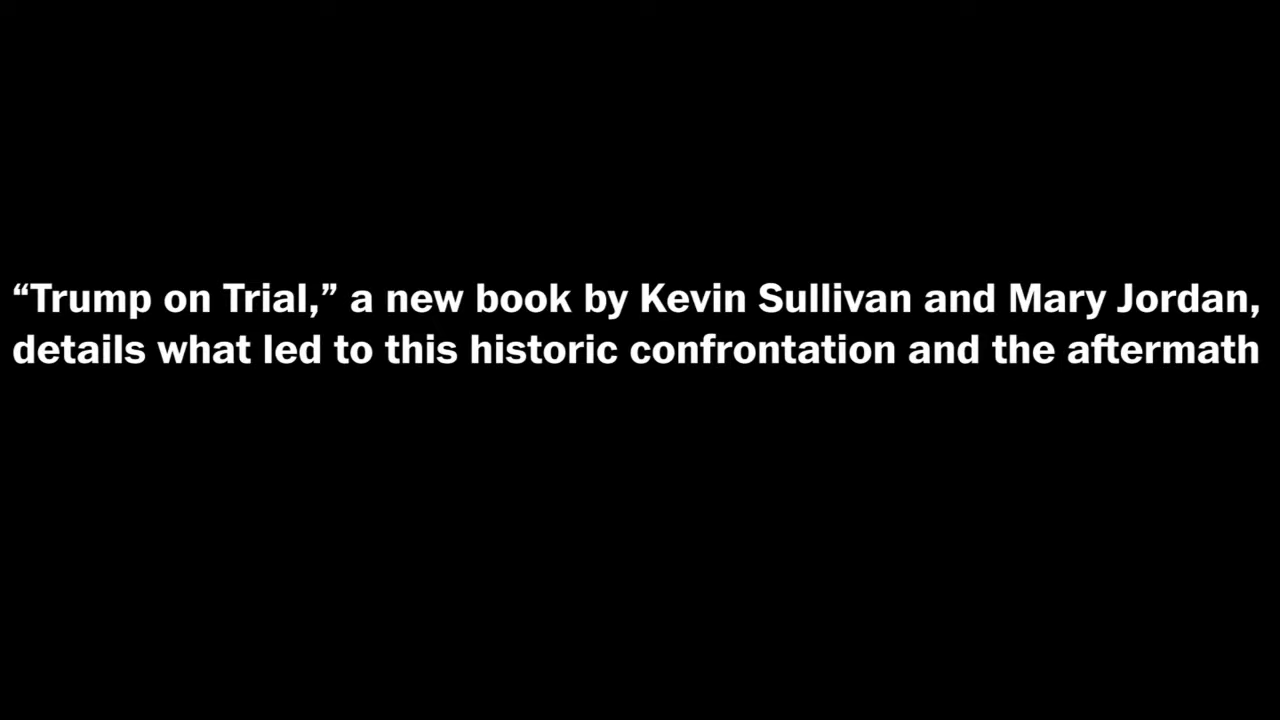 “Trump on Trial,” a new book by Kevin Sullivan and Mary Jordan,
details what led to this historic confrontation and the aftermath